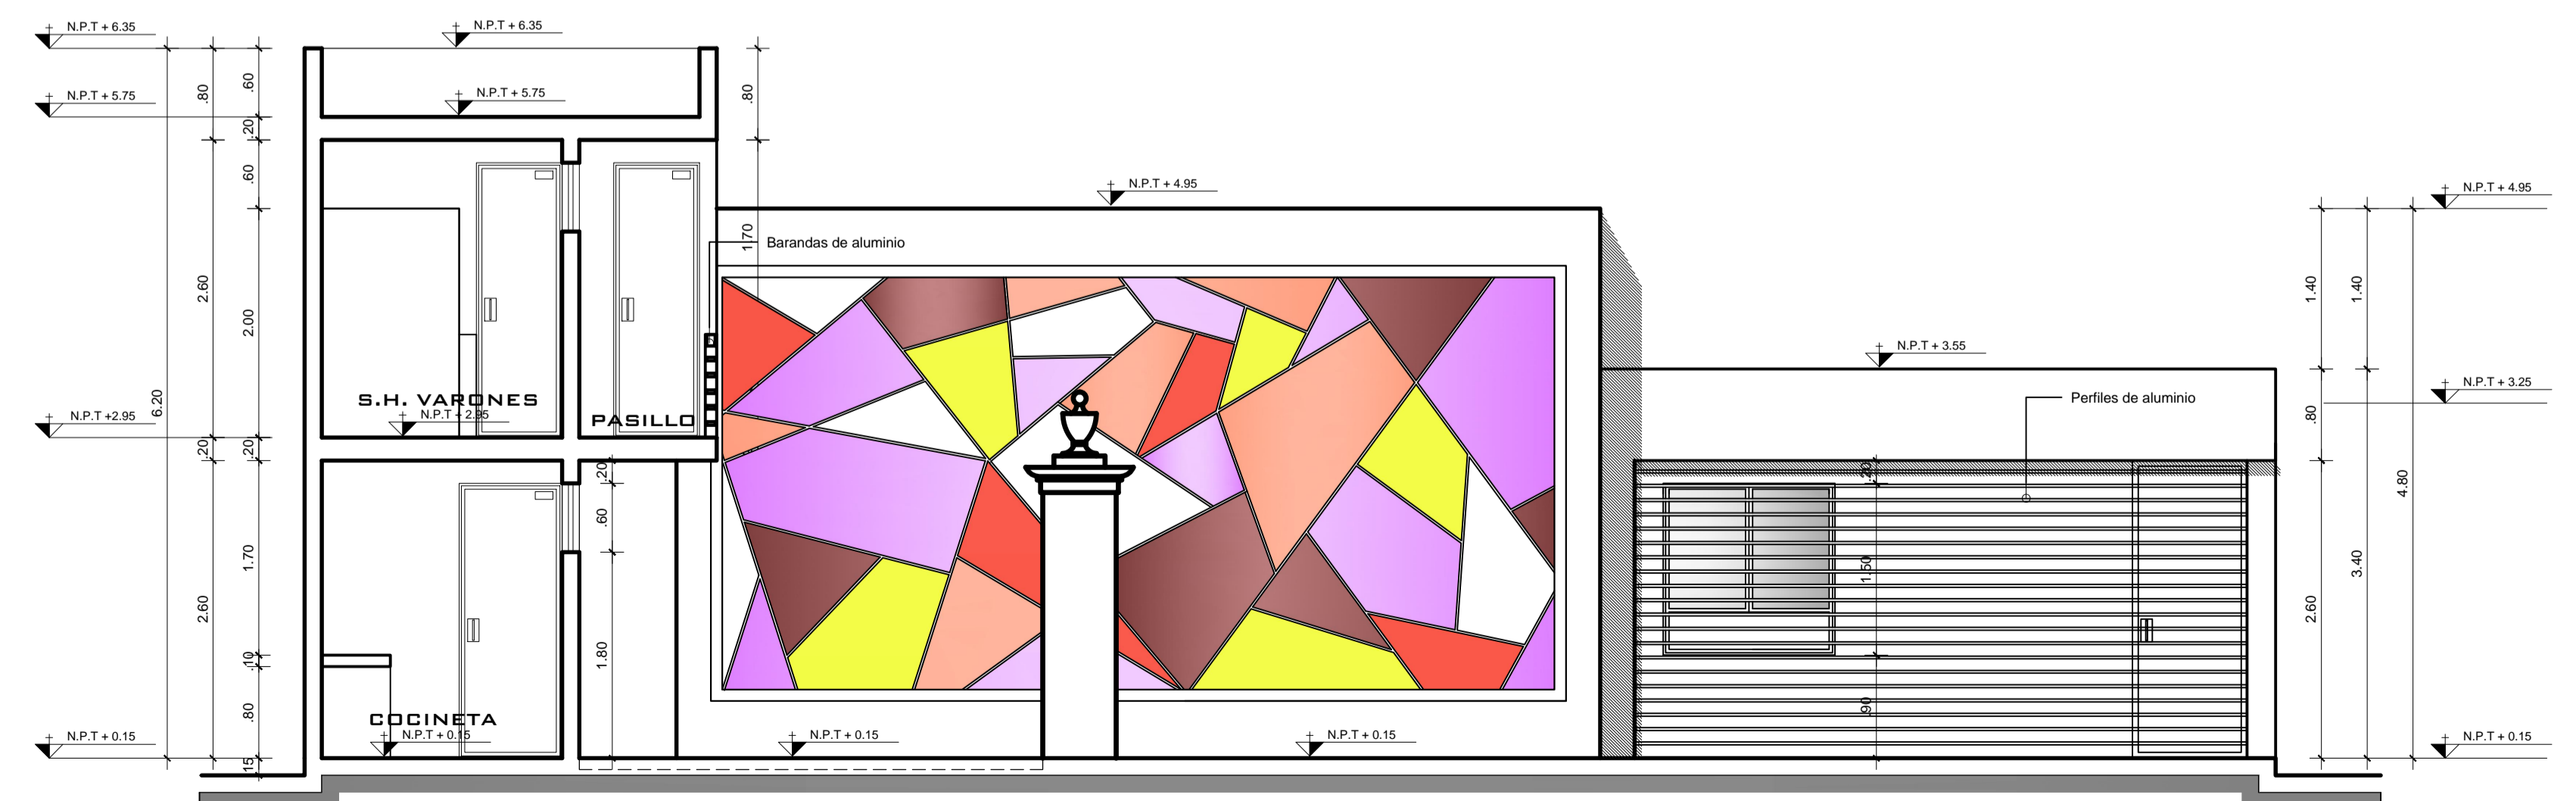 N.P.T + 6.35
N.P.T + 6.35
.60
.80
.80
N.P.T + 5.75
N.P.T + 5.75
.20
.60
N.P.T + 4.95
N.P.T + 4.95
1.70
Barandas de aluminio
2.60
2.00
1.40
1.40
N.P.T + 3.55
N.P.T + 3.25
Perfiles de aluminio
6.20
S.H. VARONES
N.P.T +2.95
N.P.T + 2.95
PASILLO
.80
.20
.20
.20
.20
4.80
.60
1.70
1.50
3.40
2.60
2.60
1.80
.10
.80
COCINETA
.90
N.P.T + 0.15
N.P.T + 0.15
N.P.T + 0.15
N.P.T + 0.15
N.P.T + 0.15
.15